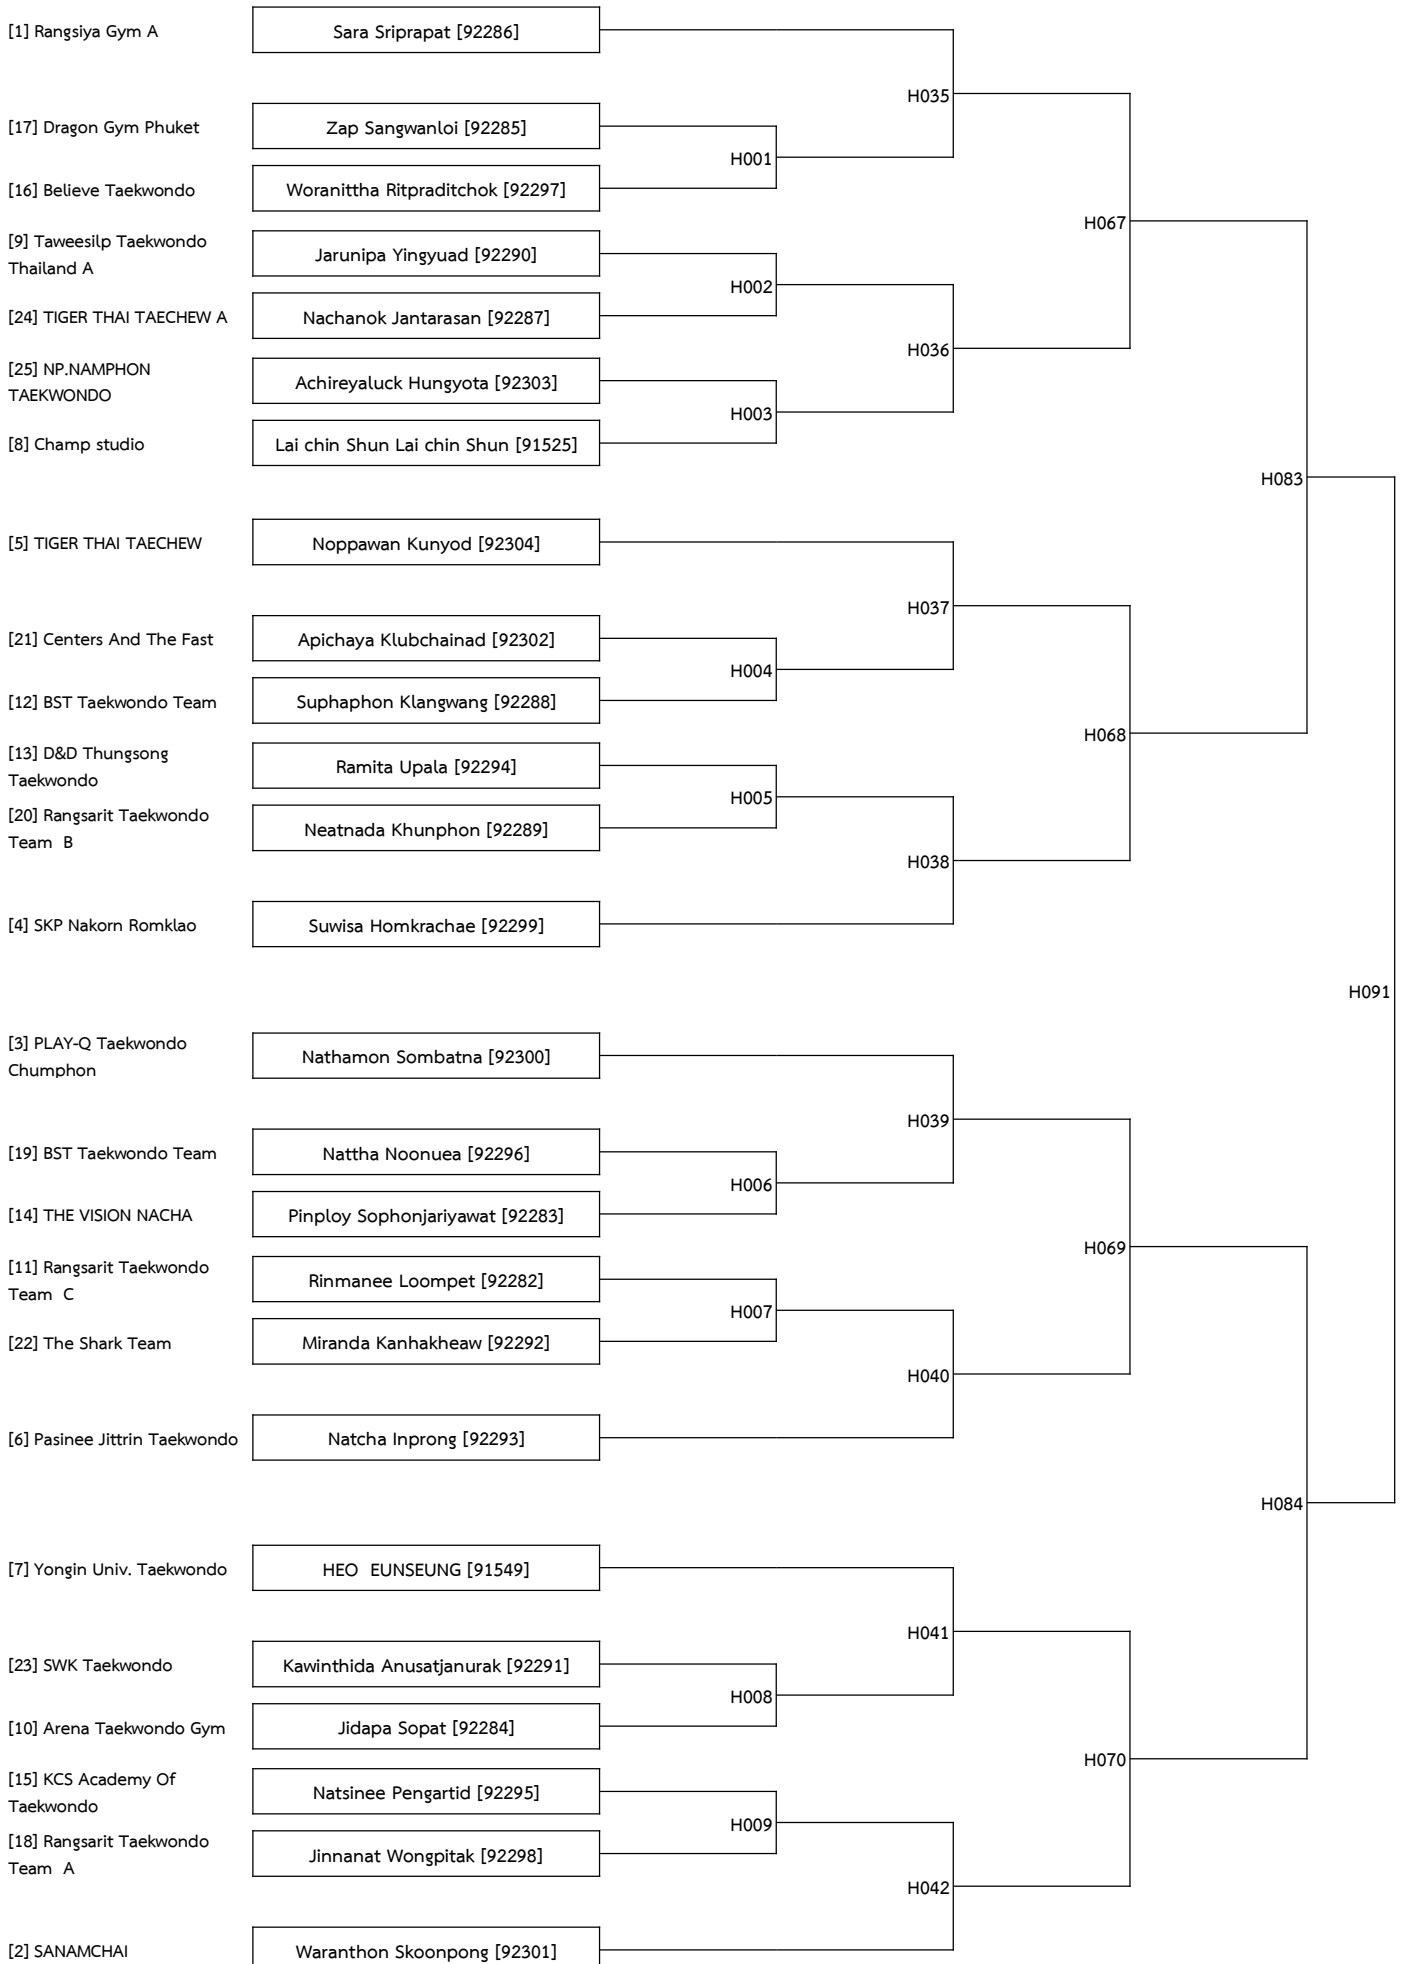 [1] Rangsiya Gym A
Sara Sriprapat [92286]
H035
[17] Dragon Gym Phuket
Zap Sangwanloi [92285]
H001
[16] Believe Taekwondo
Woranittha Ritpraditchok [92297]
H067
[9] Taweesilp Taekwondo
Thailand A
Jarunipa Yingyuad [92290]
H002
[24] TIGER THAI TAECHEW A
Nachanok Jantarasan [92287]
H036
[25] NP.NAMPHON
TAEKWONDO
Achireyaluck Hungyota [92303]
H003
[8] Champ studio
Lai chin Shun Lai chin Shun [91525]
H083
[5] TIGER THAI TAECHEW
Noppawan Kunyod [92304]
H037
[21] Centers And The Fast
Apichaya Klubchainad [92302]
H004
[12] BST Taekwondo Team
Suphaphon Klangwang [92288]
H068
[13] D&D Thungsong
Taekwondo
Ramita Upala [92294]
H005
[20] Rangsarit Taekwondo
Team  B
Neatnada Khunphon [92289]
H038
[4] SKP Nakorn Romklao
Suwisa Homkrachae [92299]
H091
[3] PLAY-Q Taekwondo
Chumphon
Nathamon Sombatna [92300]
H039
[19] BST Taekwondo Team
Nattha Noonuea [92296]
H006
[14] THE VISION NACHA
Pinploy Sophonjariyawat [92283]
H069
[11] Rangsarit Taekwondo
Team  C
Rinmanee Loompet [92282]
H007
[22] The Shark Team
Miranda Kanhakheaw [92292]
H040
[6] Pasinee Jittrin Taekwondo
Natcha Inprong [92293]
H084
[7] Yongin Univ. Taekwondo
HEO  EUNSEUNG [91549]
H041
[23] SWK Taekwondo
Kawinthida Anusatjanurak [92291]
H008
[10] Arena Taekwondo Gym
Jidapa Sopat [92284]
H070
[15] KCS Academy Of
Taekwondo
Natsinee Pengartid [92295]
H009
[18] Rangsarit Taekwondo
Team  A
Jinnanat Wongpitak [92298]
H042
[2] SANAMCHAI
Waranthon Skoonpong [92301]